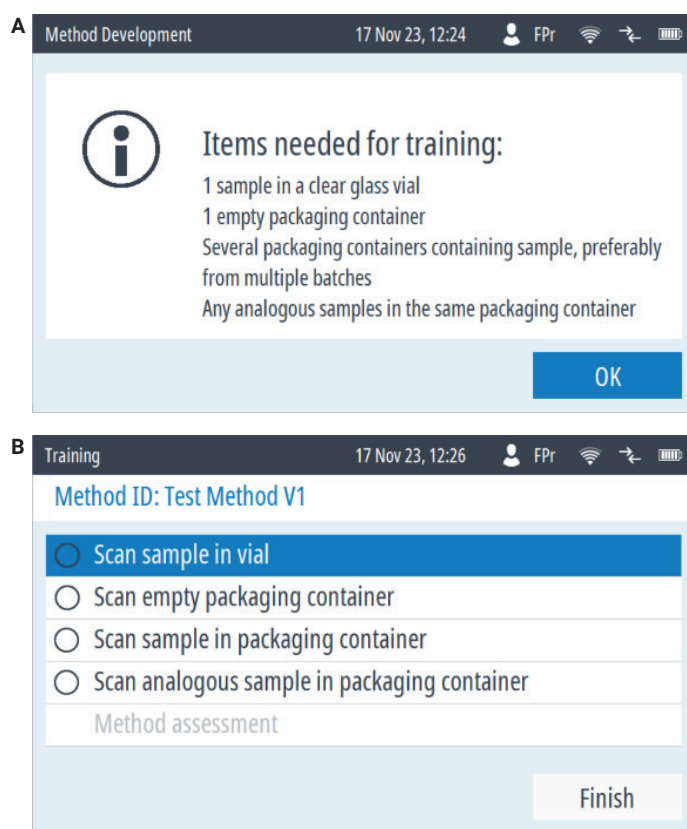 A
Method Development 17 Nov 23, 12:24 FPr
Items needed for training:
1 sample in a clear glass vial
1 empty packaging container
Several packaging containers containing sample, preferably
from multiple batches
Any analogous samples in the same packaging container
OK
B
Training 17 Nov 23, 12:26 FPr
Method ID: Test Method V1
Scan sample in vial
Scan empty packaging container
Scan sample in packaging container
Scan analogous sample in packaging container
Method assessment
Finish